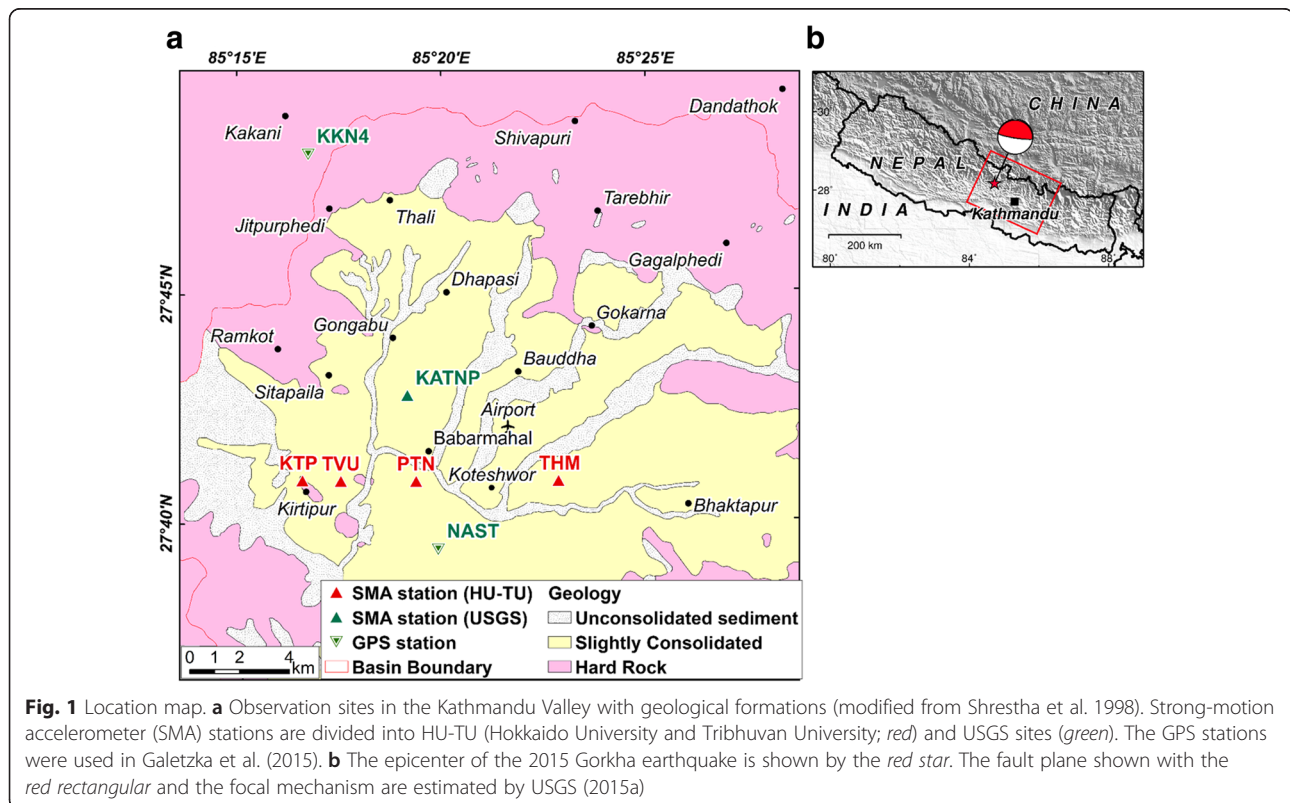 a
b
85°15'E
85°20'E
85°25'E
27°45'N
27°40'N
Dandathok
Kakani
KKN4
Shivapuri
Jitpurphedi
Thali
Tarebhir
Gagalphedi
Dhapasi
Gongabu
Gokarna
Ramkot
Bauddha
Sitapaila
KATNP
Airport
Babarmahal
KTP
TVU
PTN
Koteshwor
THM
Kirtipur
Bhaktapur
NAST
SMA station (HU-TU)
SMA station (USGS)
GPS station
Basin Boundary
Geology
Unconsolidated sediment
Slightly Consolidated
Hard Rock
0 1 2 4
km
30
CHINA
NEPAL
28
INDIA
Kathmandu
200 km
80
84
88
Fig. 1 Location map. a Observation sites in the Kathmandu Valley with geological formations (modified from Shrestha et al. 1998). Strong-motion
accelerometer (SMA) stations are divided into HU-TU (Hokkaido University and Tribhuvan University; red) and USGS sites (green). The GPS stations
were used in Galetzka et al. (2015). b The epicenter of the 2015 Gorkha earthquake is shown by the red star. The fault plane shown with the
red rectangular and the focal mechanism are estimated by USGS (2015a)